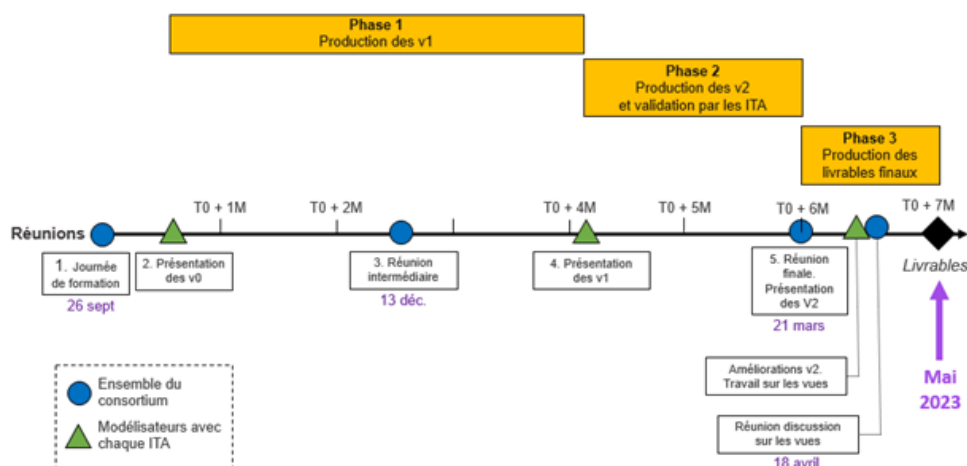 Phase 1
Production des v1
Phase 2
Production des v2
et validation par les ITA
Phase 3
Production des
livrables finaux
T0 + 1M
T0 + 2M
T0 + 4M
T0 + 5M
T0 + 6M
T0 + 7M
Réunions
1. Journée
de formation
26 sept
2. Présentation
des v0
3. Réunion
intermédiaire
13 déc.
4. Présentation
des v1
5. Réunion
finale.
Présentation
des V2
21 mars
Livrables
Améliorations v2.
Travail sur les vues
Mai
2023
Réunion discussion
sur les vues
18 avril
Ensemble du
consortium
Modélisateurs avec
chaque ITA